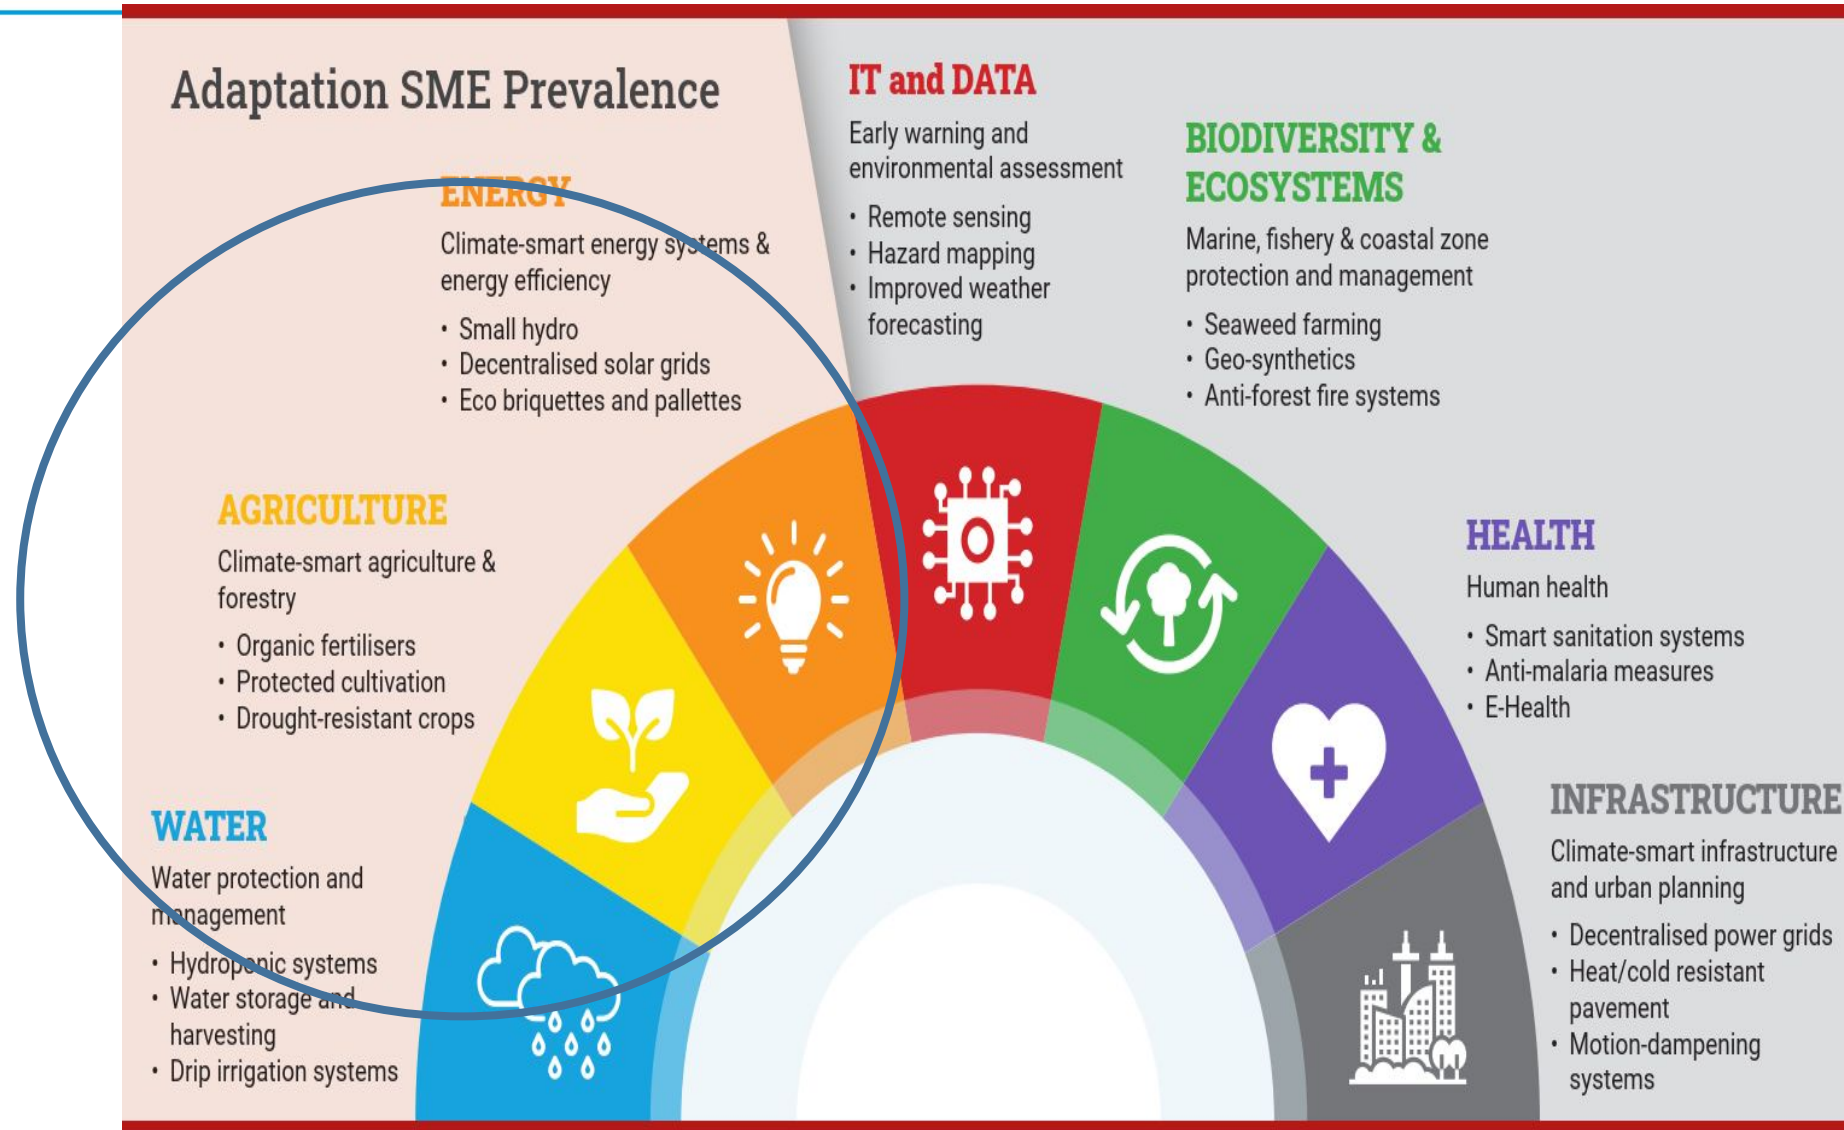 Adaptation SME Prevalence
ENERGY
Climate-smart energy systems &
energy efficiency
• Small hydro
• Decentralised solar grids
• Eco briquettes and pallettes
AGRICULTURE
Climate-smart agriculture &
forestry
• Organic fertilisers
• Protected cultivation
• Drought-resistant crops
WATER
Water protection and
management
• Hydroponic systems
• Water storage and
harvesting
• Drip irrigation systems
IT and DATA
Early warning and
environmental assessment
• Remote sensing
• Hazard mapping
• Improved weather
forecasting
BIODIVERSITY &
ECOSYSTEMS
Marine, fishery & coastal zone
protection and management
• Seaweed farming
• Geo-synthetics
• Anti-forest fire systems
HEALTH
Human health
• Smart sanitation systems
• Anti-malaria measures
• E-Health
INFRASTRUCTURE
Climate-smart infrastructure
and urban planning
• Decentralised power grids
• Heat/cold resistant
pavement
• Motion-dampening
systems